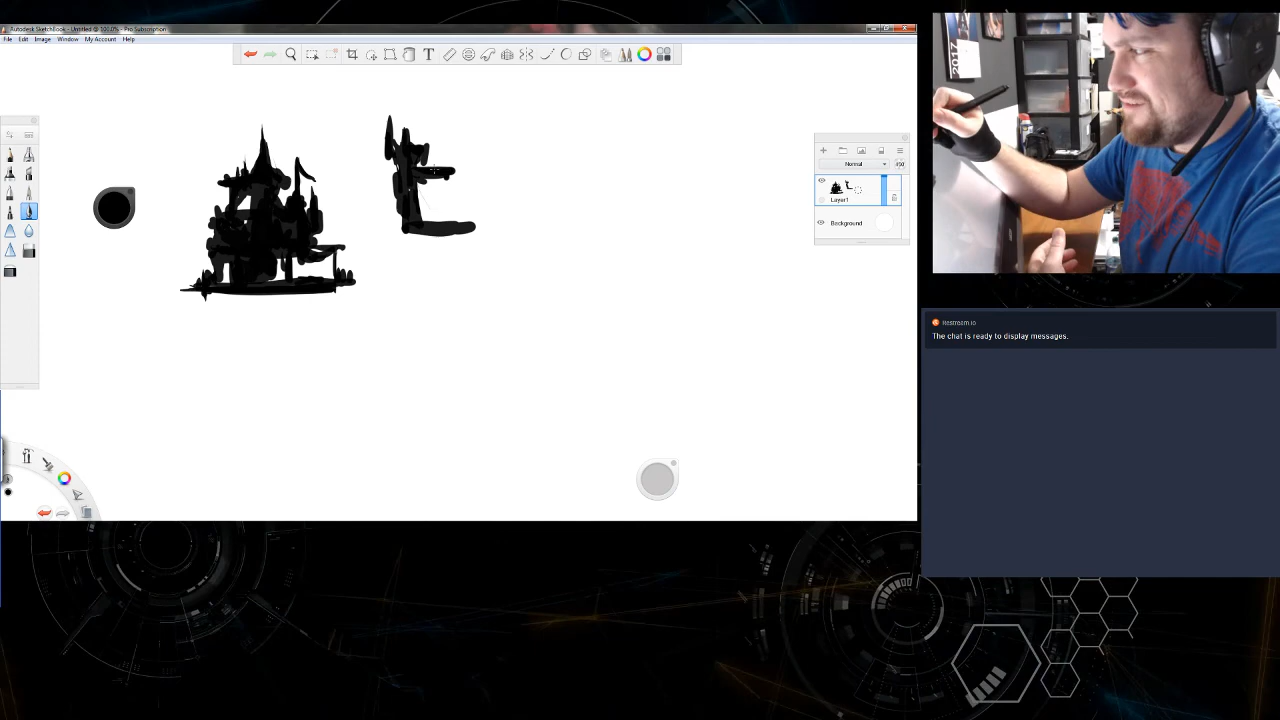 Autodesk SketchBook - Untitled @ 100.0% - Pro Subscription
File Edit Image Window My Account Help
T
Normal
Layer1
Background
2017
Restream.io
The chat is ready to display messages.